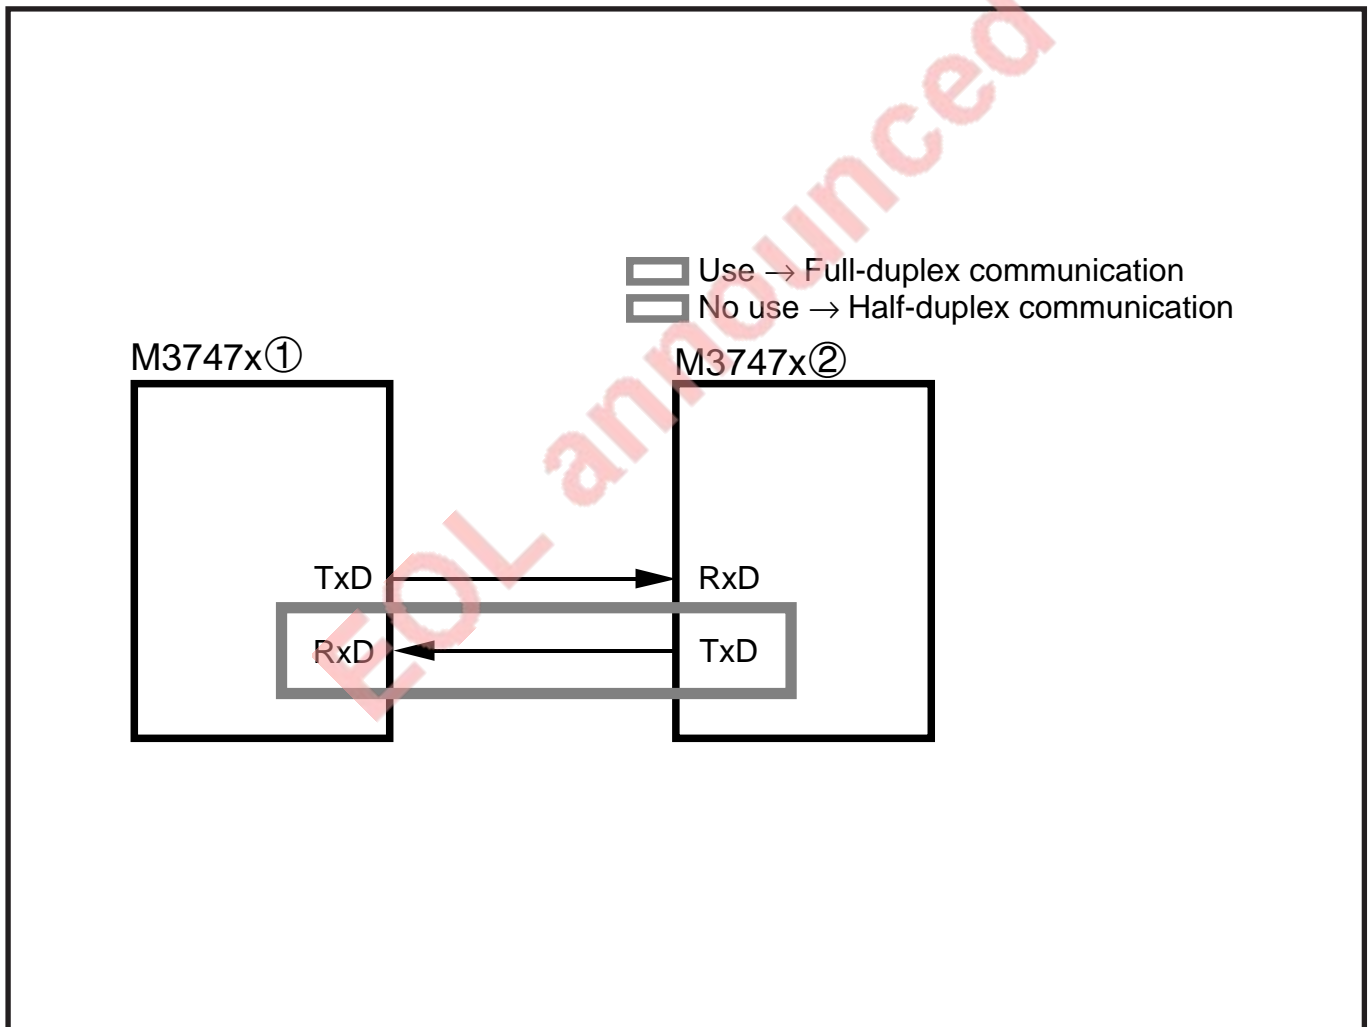 EOL announced
Use → Full-duplex communication
No use → Half-duplex communication
M3747x①
M3747x②
TxD
RxD
RxD
TxD